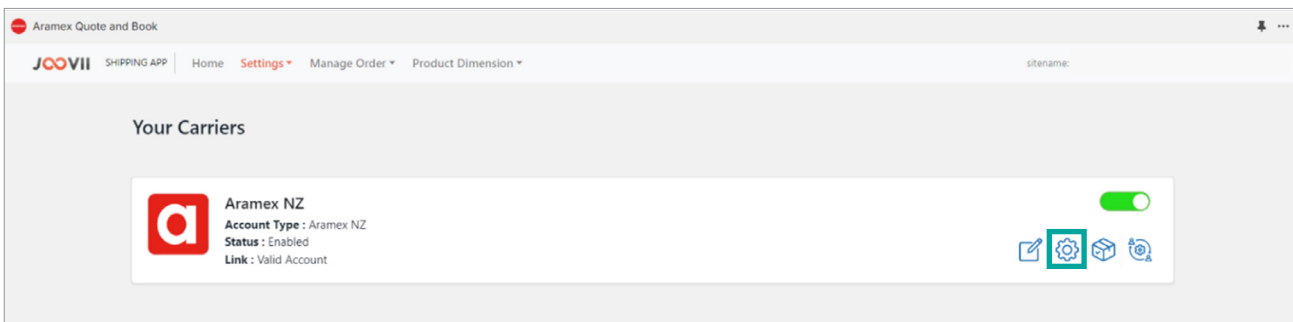 Aramex Quote and Book
JOOVII SHIPPING APP Home Settings Manage Order Product Dimension sitename:
Your Carriers
Aramex NZ
Account Type : Aramex NZ
Status : Enabled
Link : Valid Account